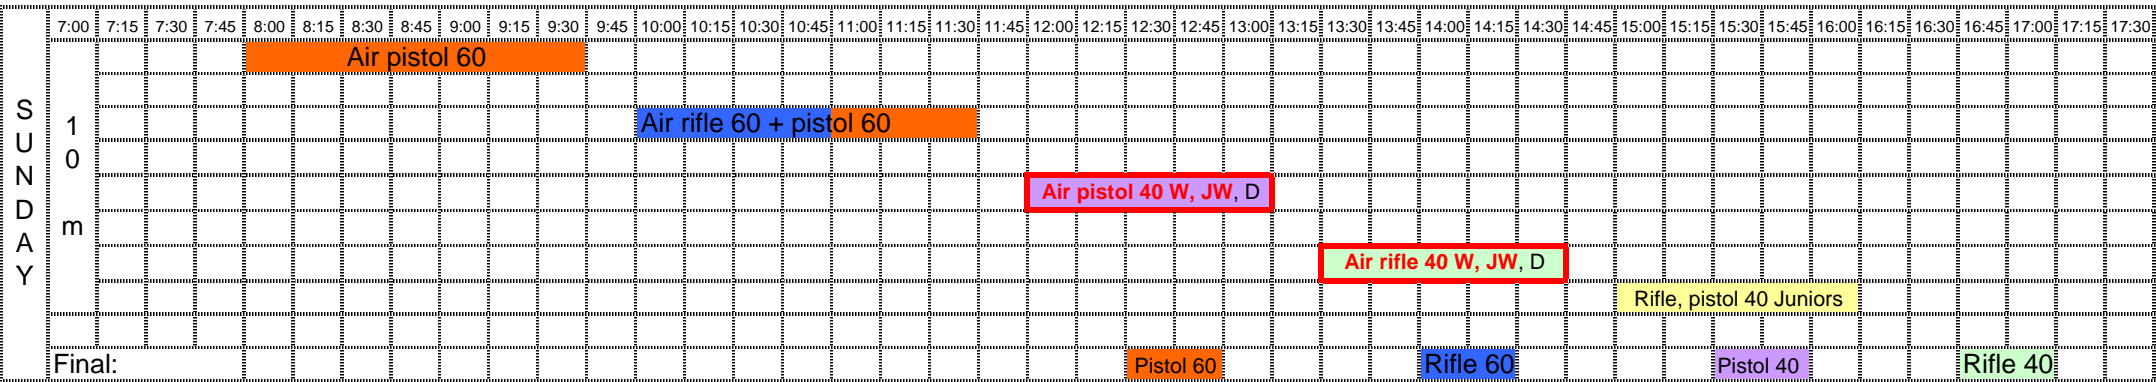 7:00 7:15 7:30 7:45 8:00 8:15 8:30 8:45 9:00 9:15 9:30 9:45 10:00 10:15 10:30 10:45 11:00 11:15 11:30 11:45 12:00 12:15 12:30 12:45 13:00 13:15 13:30 13:45 14:00 14:15 14:30 14:45 15:00 15:15 15:30 15:45 16:00 16:15 16:30 16:45 17:00 17:15 17:30
SUNDAY
10 m
Air pistol 60
Air rifle 60 + pistol 60
Air pistol 40 W, JW, D
Air rifle 40 W, JW, D
Rifle, pistol 40 Juniors
Final: Pistol 60 Rifle 60 Pistol 40 Rifle 40